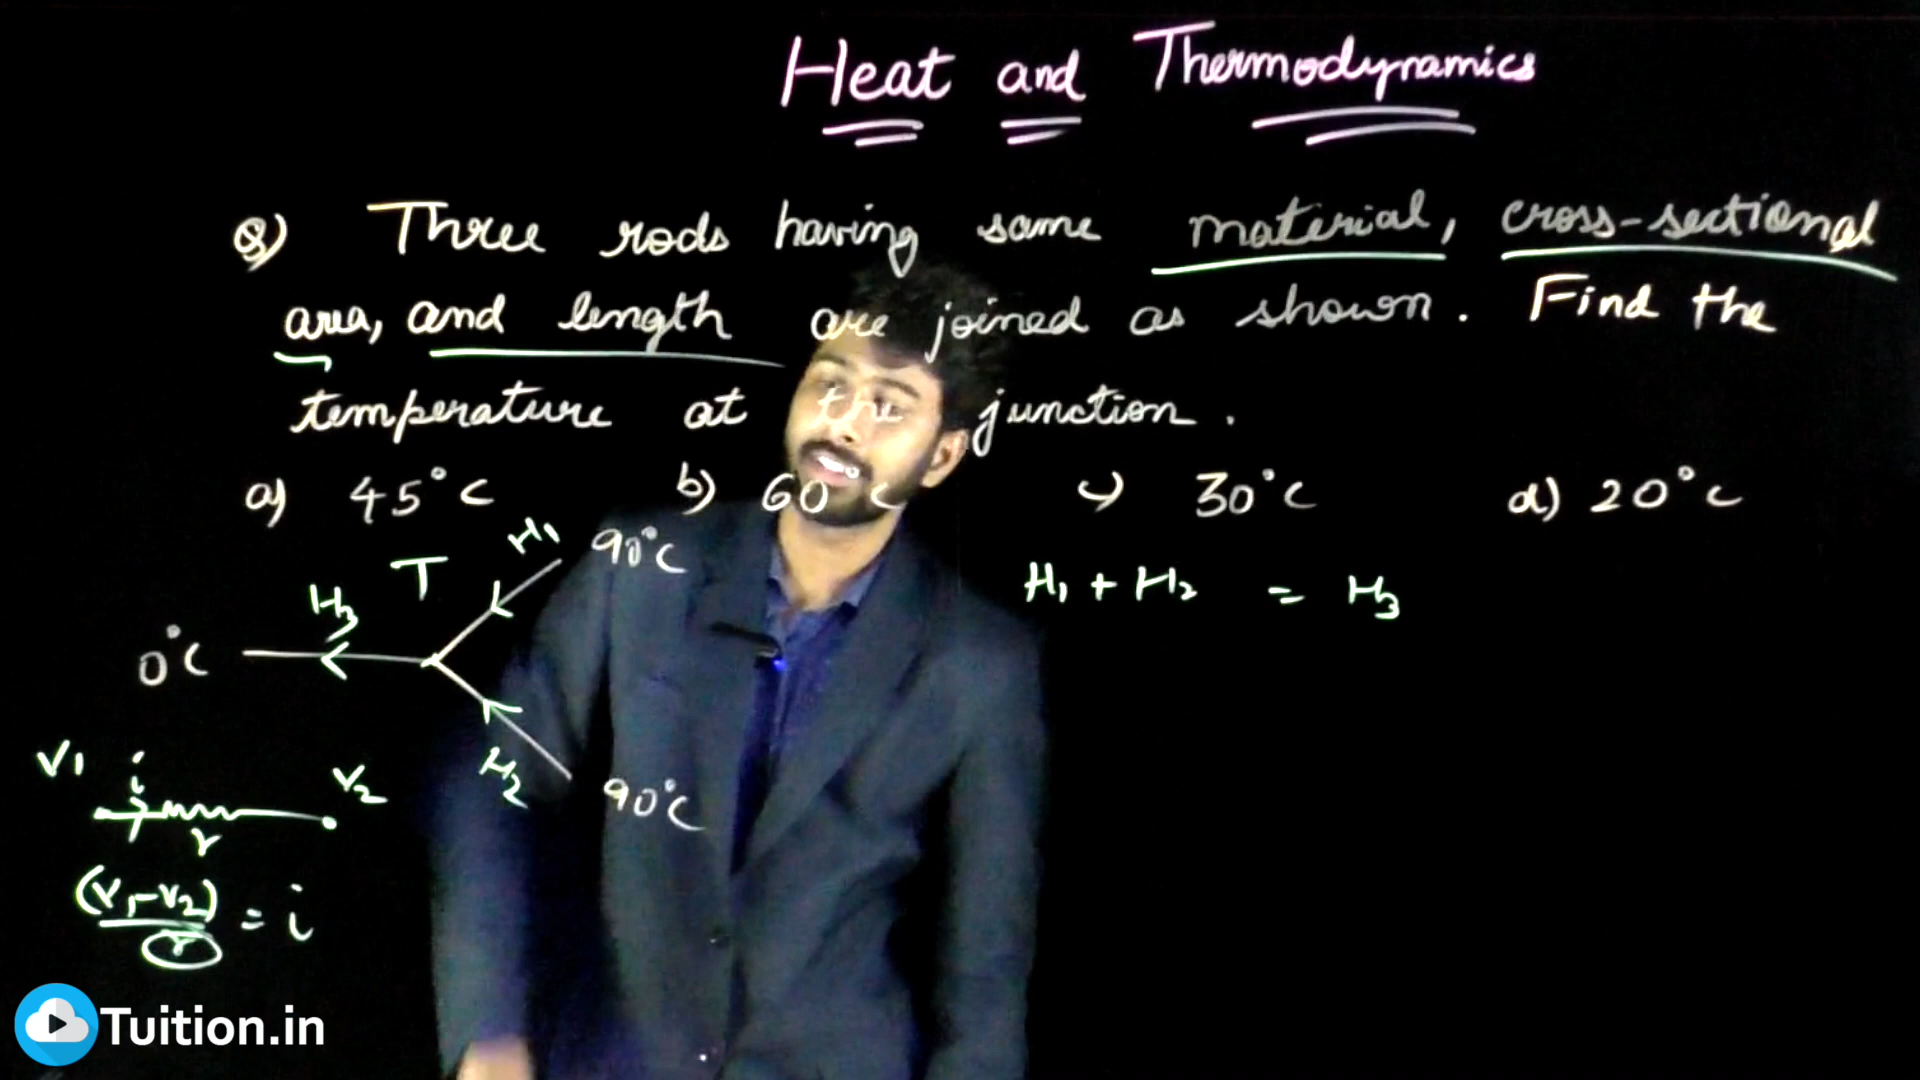 Heat and Thermodynamics
Q) Three rods having same material, cross-sectional
area, and length are joined as shown. Find the
temperature at the junction.
a) 45°C b) 60°C c) 30°C d) 20°C
H1 90°C
T
H3
H1 + H2 = H3
0°C
H2
90°C
V1 i V2
r
(V1-V2)/r = i
Tuition.in